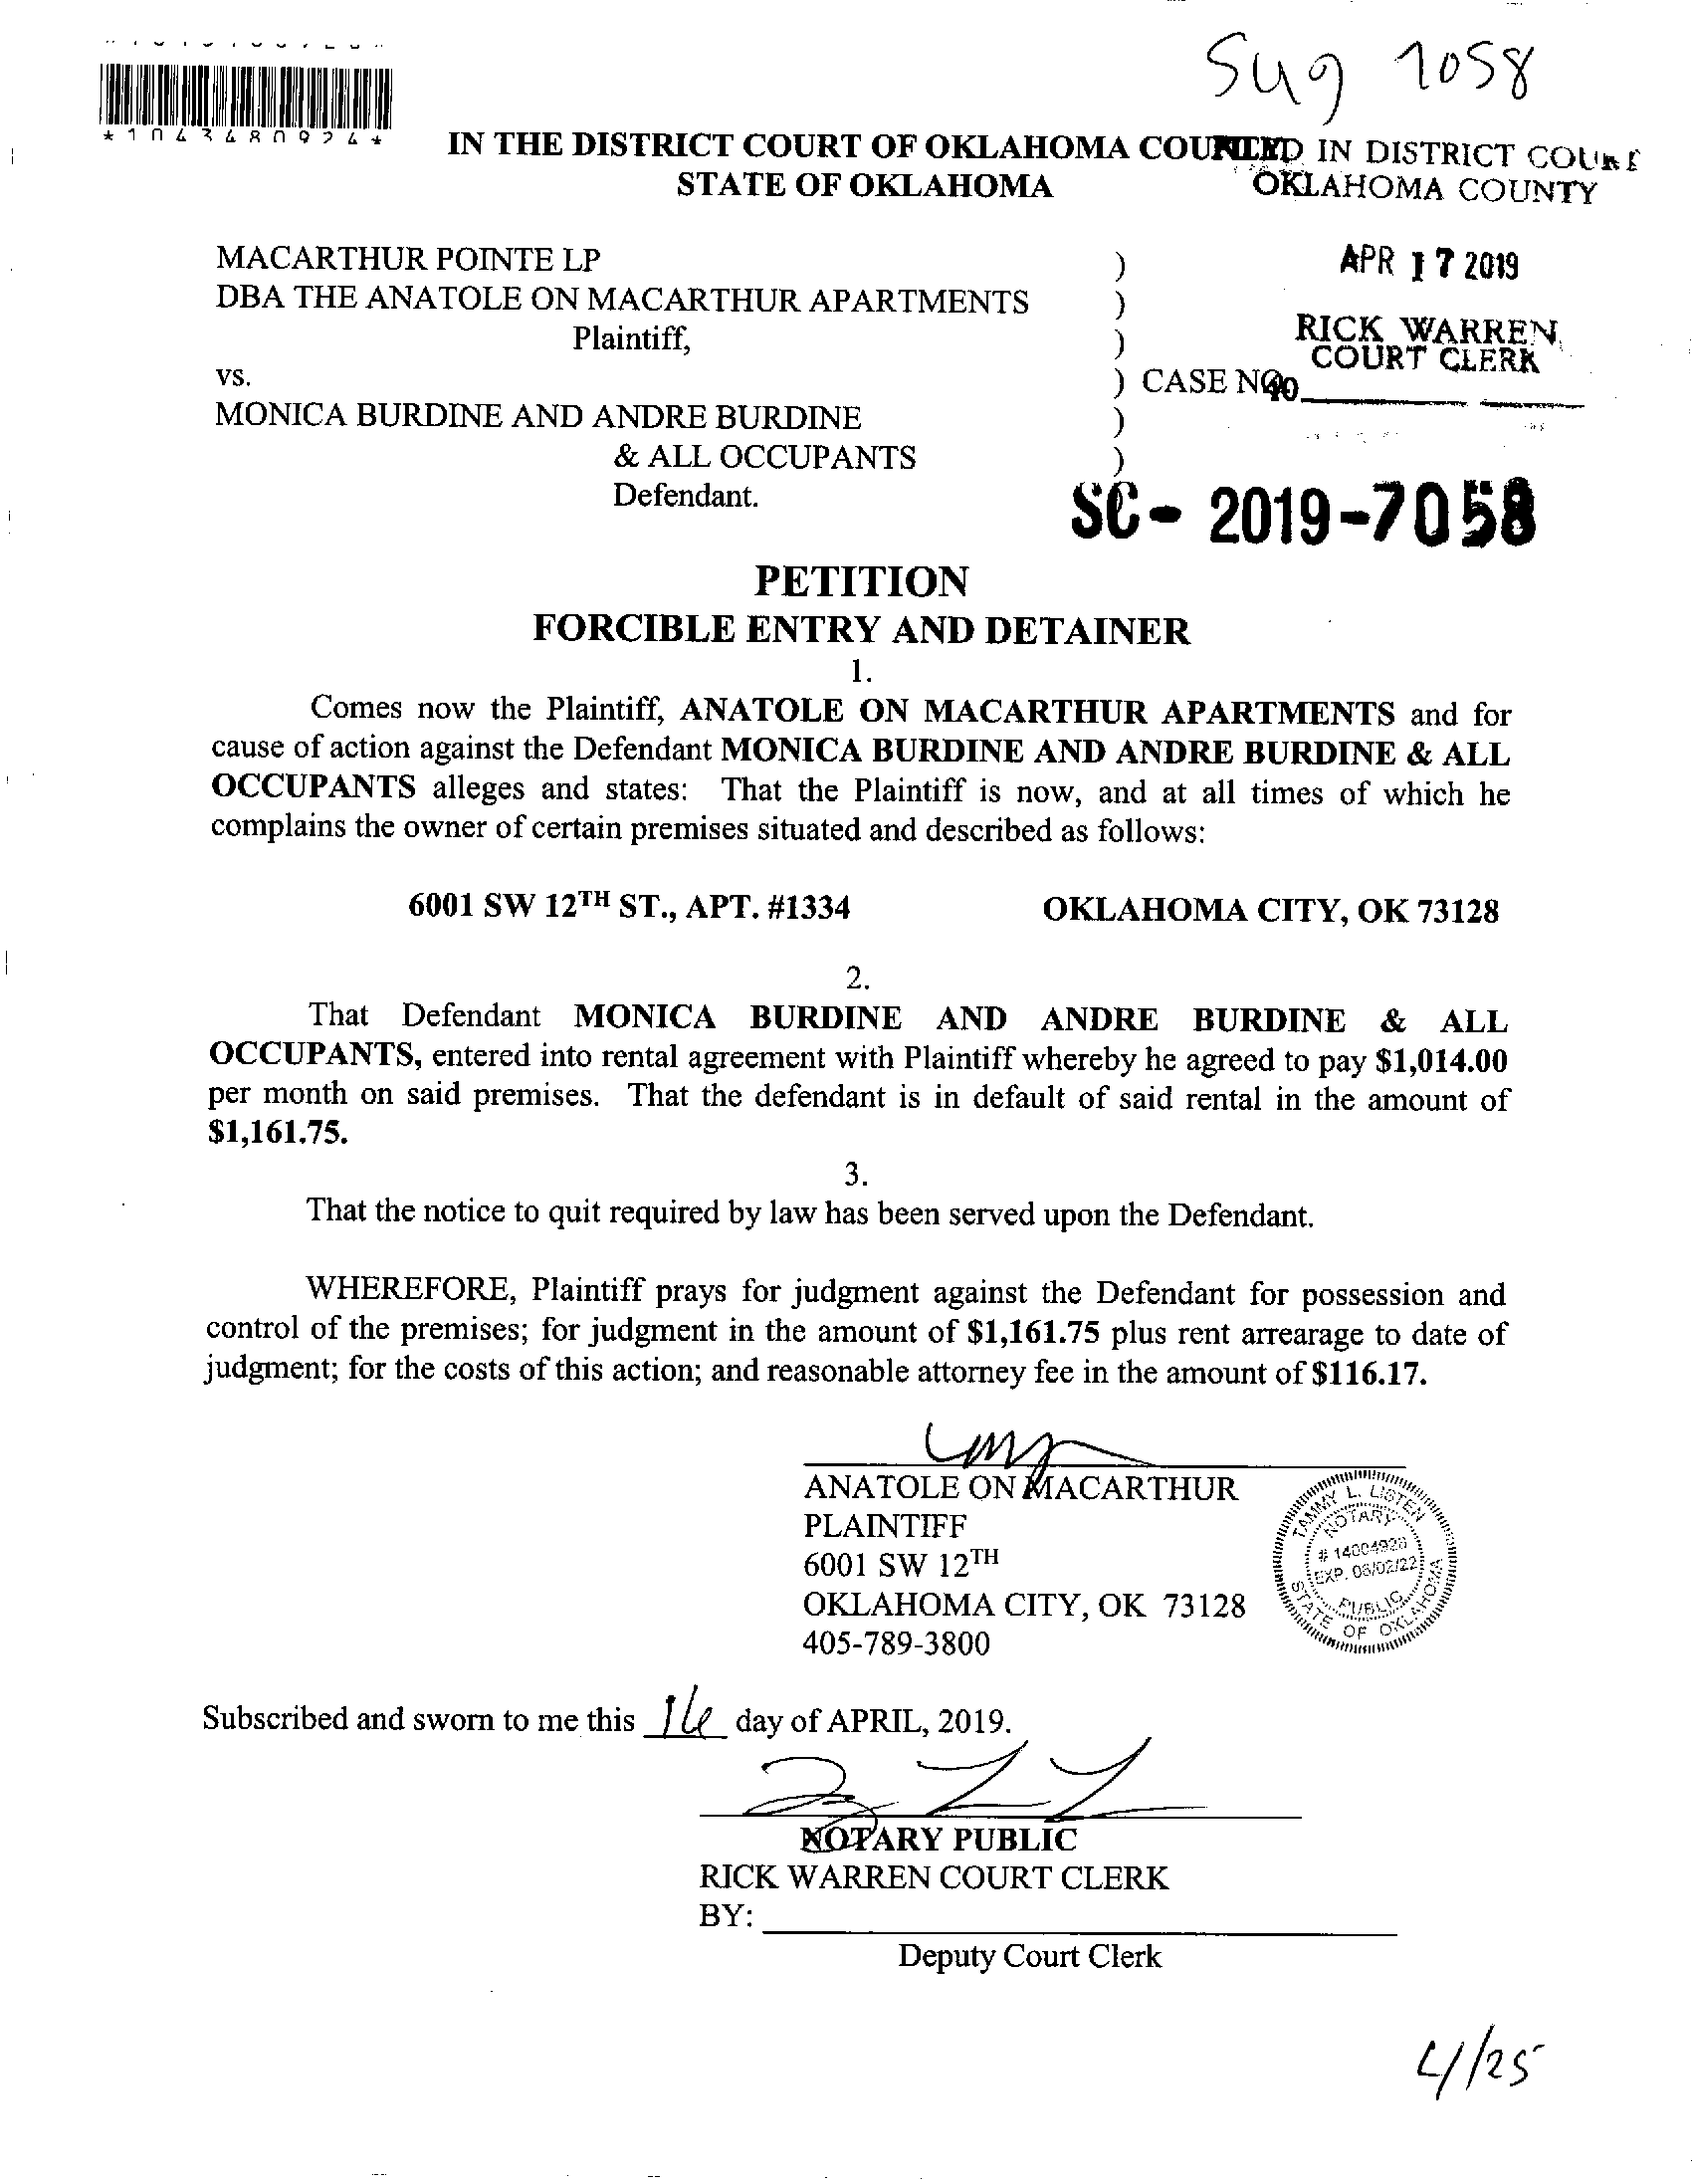 Sug 7058
*1043480924*
IN THE DISTRICT COURT OF OKLAHOMA COUNTY
STATE OF OKLAHOMA
IN DISTRICT COURT
OKLAHOMA COUNTY
APR 17 2019
RICK WARREN
COURT CLERK
40
MACARTHUR POINTE LP )
DBA THE ANATOLE ON MACARTHUR APARTMENTS )
Plaintiff, )
vs. ) CASE NO.
MONICA BURDINE AND ANDRE BURDINE )
& ALL OCCUPANTS )
Defendant.
SC- 2019-7058
PETITION
FORCIBLE ENTRY AND DETAINER
1.
Comes now the Plaintiff, ANATOLE ON MACARTHUR APARTMENTS and for
cause of action against the Defendant MONICA BURDINE AND ANDRE BURDINE & ALL
OCCUPANTS alleges and states: That the Plaintiff is now, and at all times of which he
complains the owner of certain premises situated and described as follows:
6001 SW 12TH ST., APT. #1334 OKLAHOMA CITY, OK 73128
2.
That Defendant MONICA BURDINE AND ANDRE BURDINE & ALL
OCCUPANTS, entered into rental agreement with Plaintiff whereby he agreed to pay $1,014.00
per month on said premises. That the defendant is in default of said rental in the amount of
$1,161.75.
3.
That the notice to quit required by law has been served upon the Defendant.
WHEREFORE, Plaintiff prays for judgment against the Defendant for possession and
control of the premises; for judgment in the amount of $1,161.75 plus rent arrearage to date of
judgment; for the costs of this action; and reasonable attorney fee in the amount of $116.17.
ANATOLE ON MACARTHUR
PLAINTIFF
6001 SW 12TH
OKLAHOMA CITY, OK 73128
405-789-3800
TAMMY L. LISTEN
NOTARY
# 14004920
EXP. 06/02/22
PUBLIC
STATE OF OKLAHOMA
Subscribed and sworn to me this 16 day of APRIL, 2019.
NOTARY PUBLIC
RICK WARREN COURT CLERK
BY:
Deputy Court Clerk
4/25